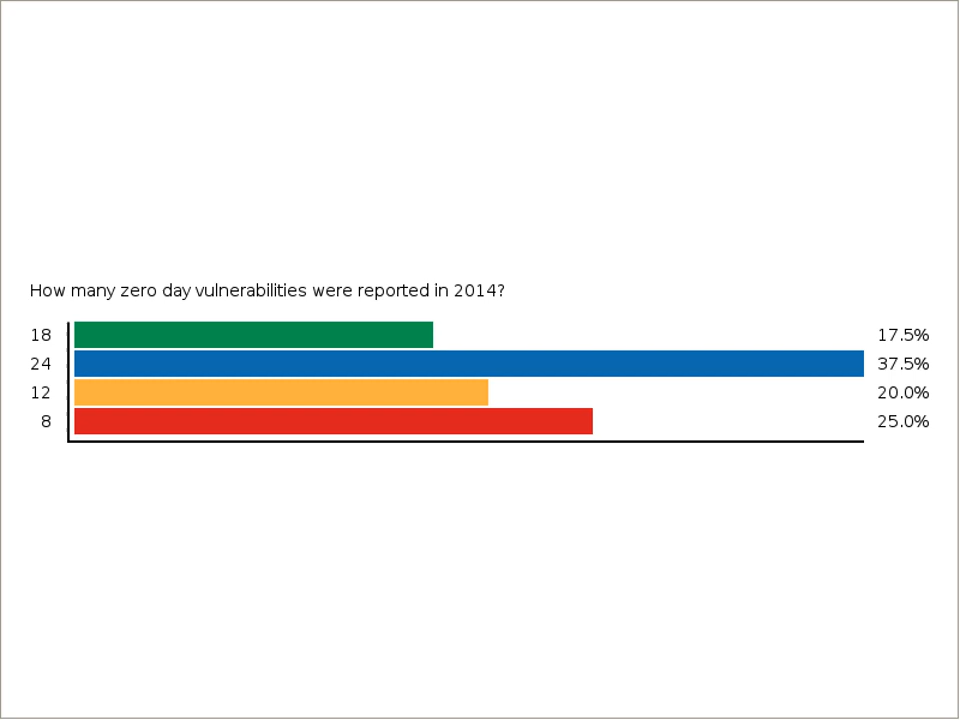 How many zero day vulnerabilities were reported in 2014?
18 17.5%
24 37.5%
12 20.0%
8 25.0%